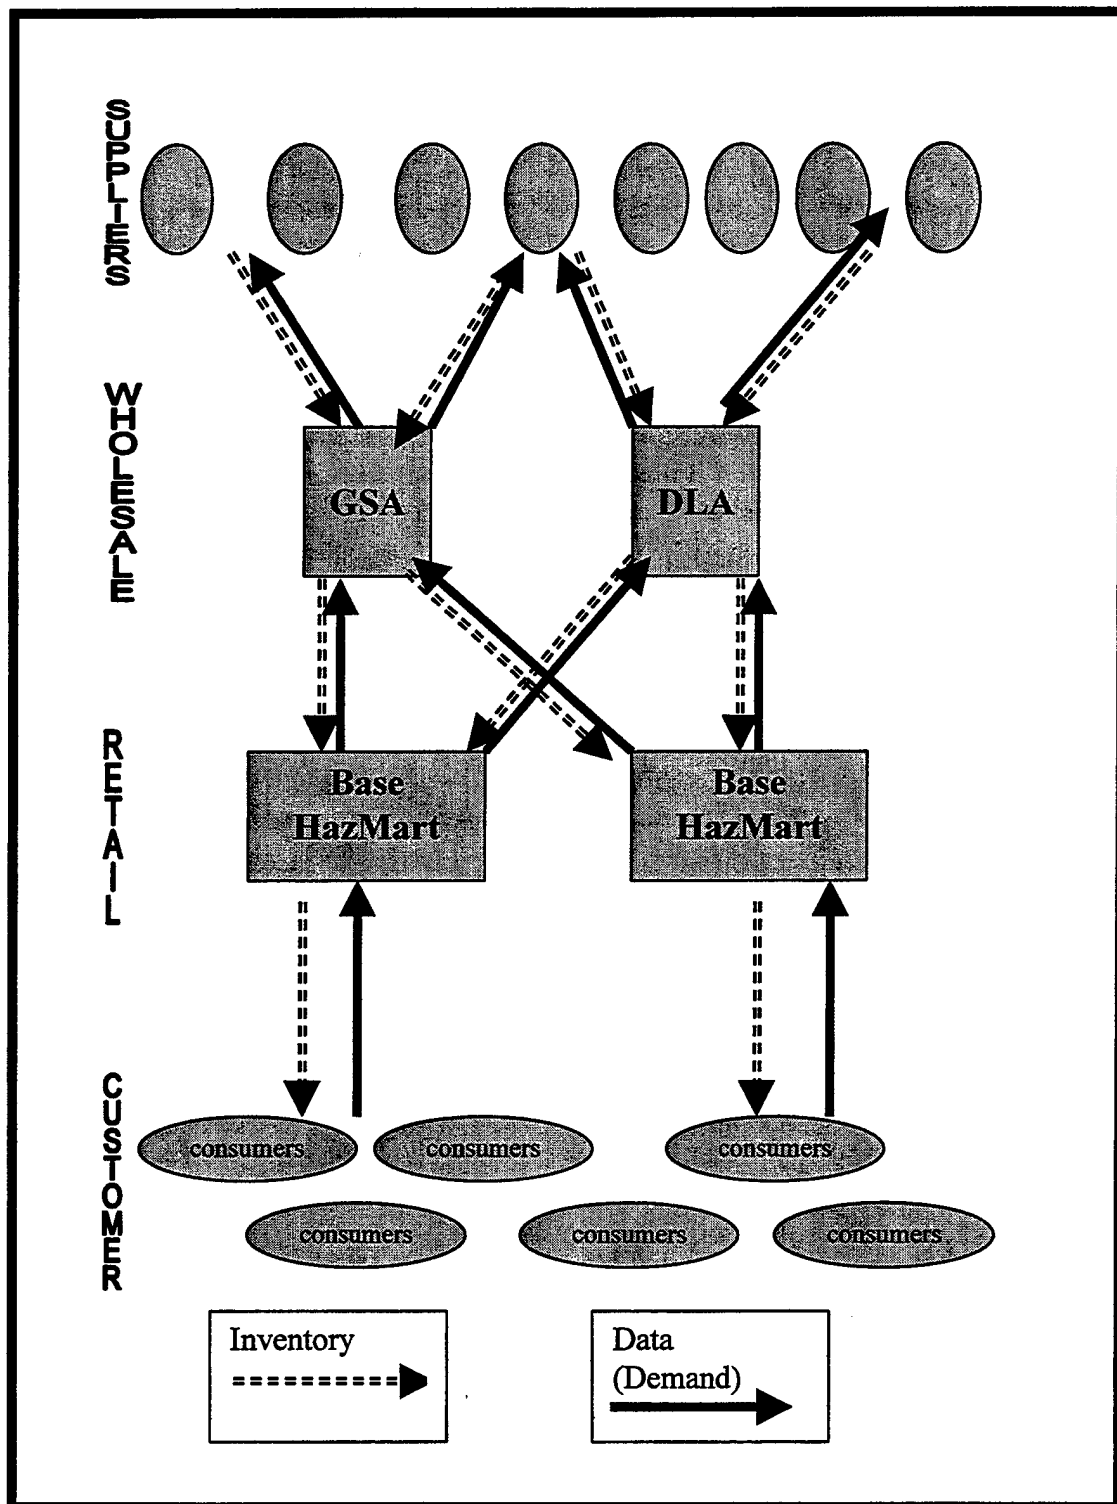 SUPPLIERS
WHOLESALE
GSA
DLA
RETAIL
Base
HazMart
Base
HazMart
CUSTOMER
consumers
consumers
consumers
consumers
consumers
consumers
Inventory
Data
(Demand)